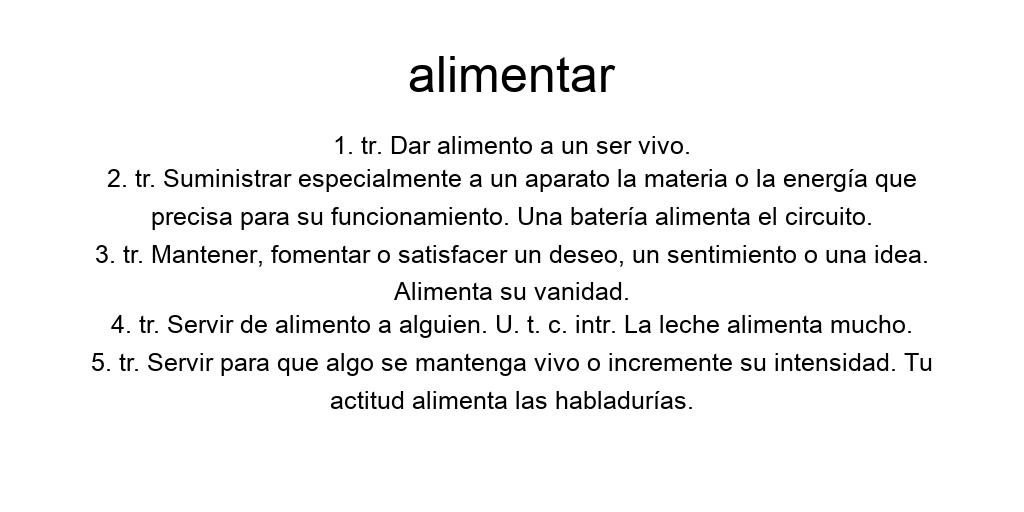 alimentar
1. tr. Dar alimento a un ser vivo.
2. tr. Suministrar especialmente a un aparato la materia o la energía que
precisa para su funcionamiento. Una batería alimenta el circuito.
3. tr. Mantener, fomentar o satisfacer un deseo, un sentimiento o una idea.
Alimenta su vanidad.
4. tr. Servir de alimento a alguien. U. t. c. intr. La leche alimenta mucho.
5. tr. Servir para que algo se mantenga vivo o incremente su intensidad. Tu
actitud alimenta las habladurías.